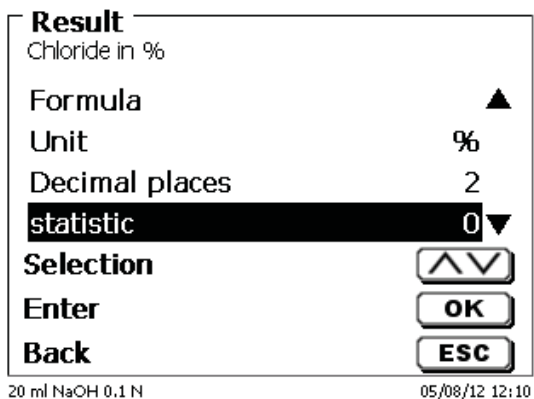 Result
Chloride in %
Formula
Unit %
Decimal places 2
statistic 0
Selection
Enter OK
Back ESC
20 ml NaOH 0.1 N 05/08/12 12:10